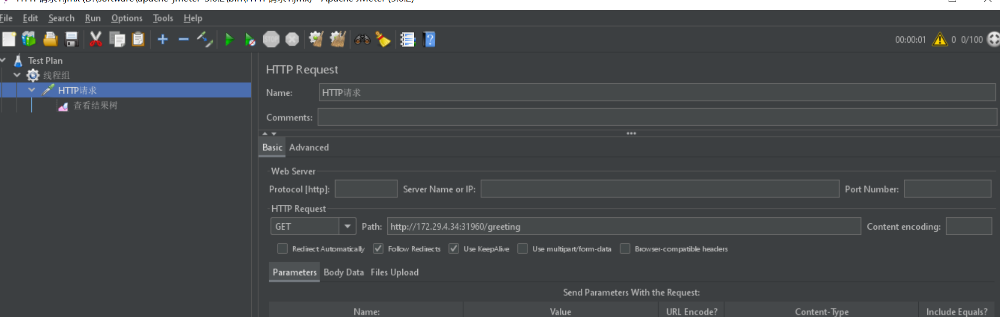 File Edit Search Run Options Tools Help
STOP
00:00:01 0 0/100
Test Plan
线程组
HTTP请求
查看结果树
HTTP Request
Name: HTTP请求
Comments:
Basic Advanced
Web Server
Protocol [http]: Server Name or IP: Port Number:
HTTP Request
GET Path: http://172.29.4.34:31960/greeting Content encoding:
Redirect Automatically Follow Redirects Use KeepAlive Use multipart/form-data Browser-compatible headers
Parameters Body Data Files Upload
Send Parameters With the Request:
Name: Value URL Encode? Content-Type Include Equals?